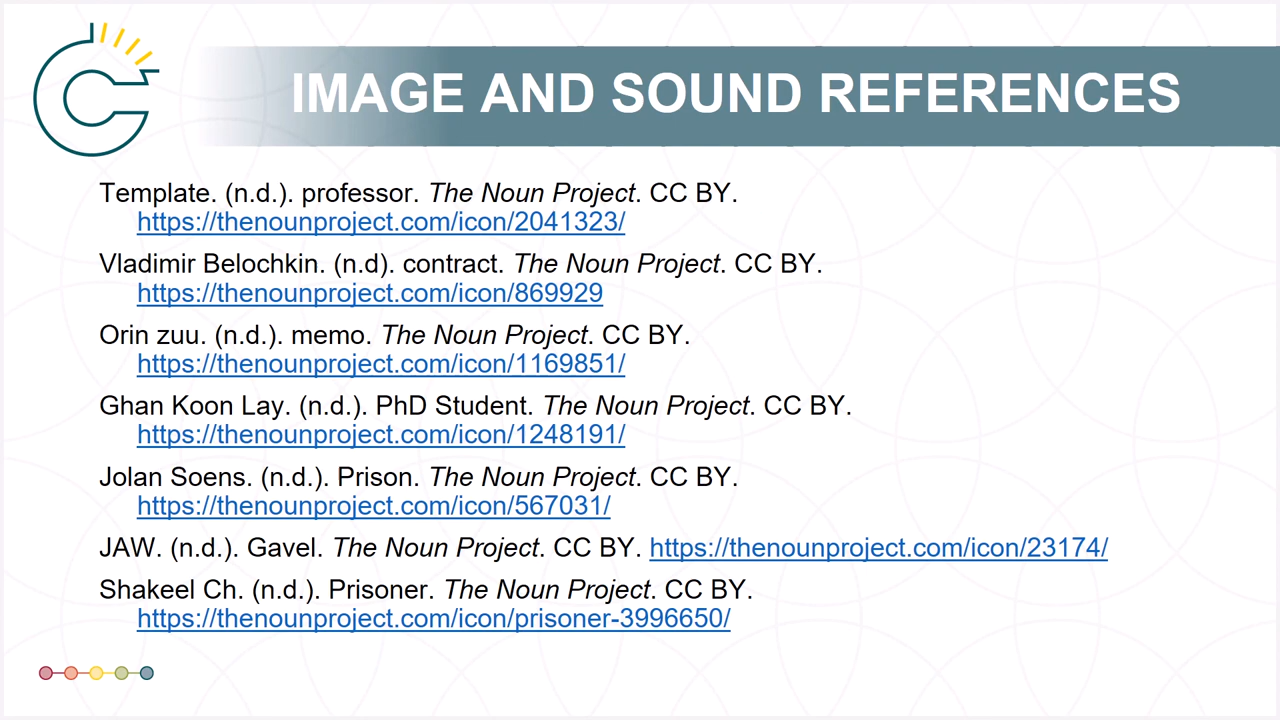 IMAGE AND SOUND REFERENCES
Template. (n.d.). professor. The Noun Project. CC BY.
https://thenounproject.com/icon/2041323/
Vladimir Belochkin. (n.d). contract. The Noun Project. CC BY.
https://thenounproject.com/icon/869929
Orin zuu. (n.d.). memo. The Noun Project. CC BY.
https://thenounproject.com/icon/1169851/
Ghan Koon Lay. (n.d.). PhD Student. The Noun Project. CC BY.
https://thenounproject.com/icon/1248191/
Jolan Soens. (n.d.). Prison. The Noun Project. CC BY.
https://thenounproject.com/icon/567031/
JAW. (n.d.). Gavel. The Noun Project. CC BY. https://thenounproject.com/icon/23174/
Shakeel Ch. (n.d.). Prisoner. The Noun Project. CC BY.
https://thenounproject.com/icon/prisoner-3996650/